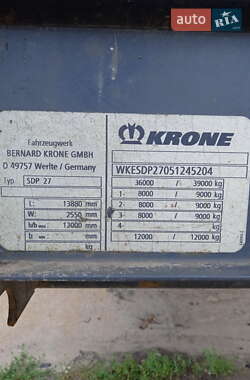 AUTO.RIA
Fahrzeugwerk
BERNARD KRONE GMBH
D 49757 Werlte / Germany
Typ: SDP 27
L: 13880 mm
W: 2550 mm
h/b max 13000 mm
mm
kg
KRONE
WKESDP27051245204
36000 / 39000 kg
1- 8000 / 9000 kg
2- 8000 / 9000 kg
3- 8000 / 9000 kg
4- kg
12000 / 12000 kg